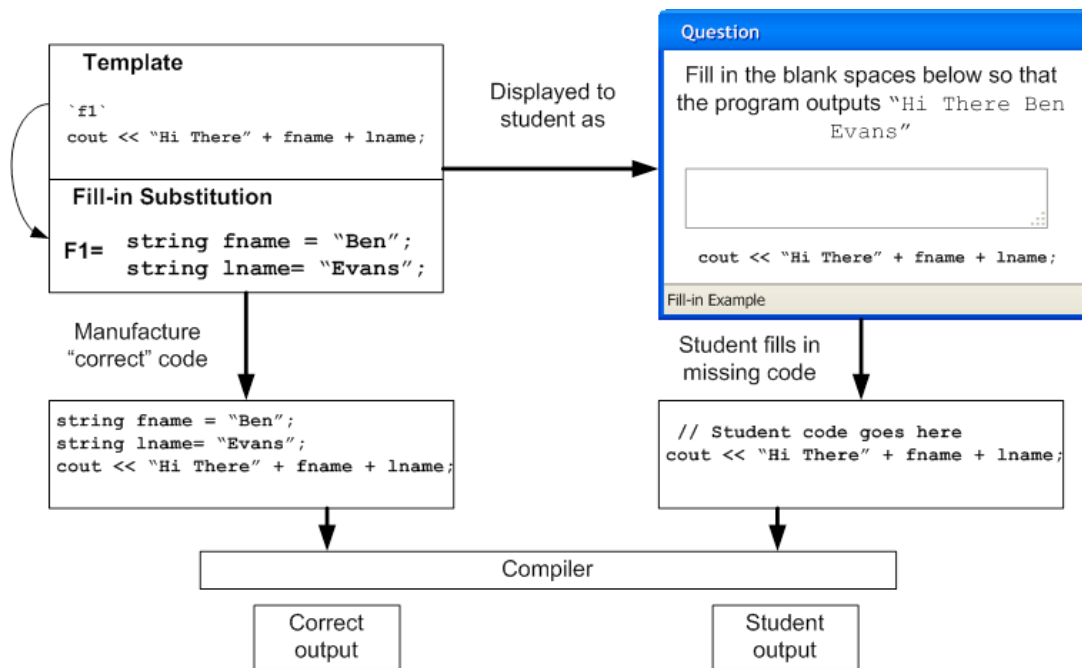 Template
`f1`
cout << “Hi There” + fname + lname;
Fill-in Substitution
F1=
string fname = “Ben”;
string lname= “Evans”;
Displayed to
student as
Question
Fill in the blank spaces below so that
the program outputs “Hi There Ben
Evans”
cout << “Hi There” + fname + lname;
Fill-in Example
Manufacture
“correct” code
Student fills in
missing code
string fname = “Ben”;
string lname= “Evans”;
cout << “Hi There” + fname + lname;
// Student code goes here
cout << “Hi There” + fname + lname;
Compiler
Correct
output
Student
output